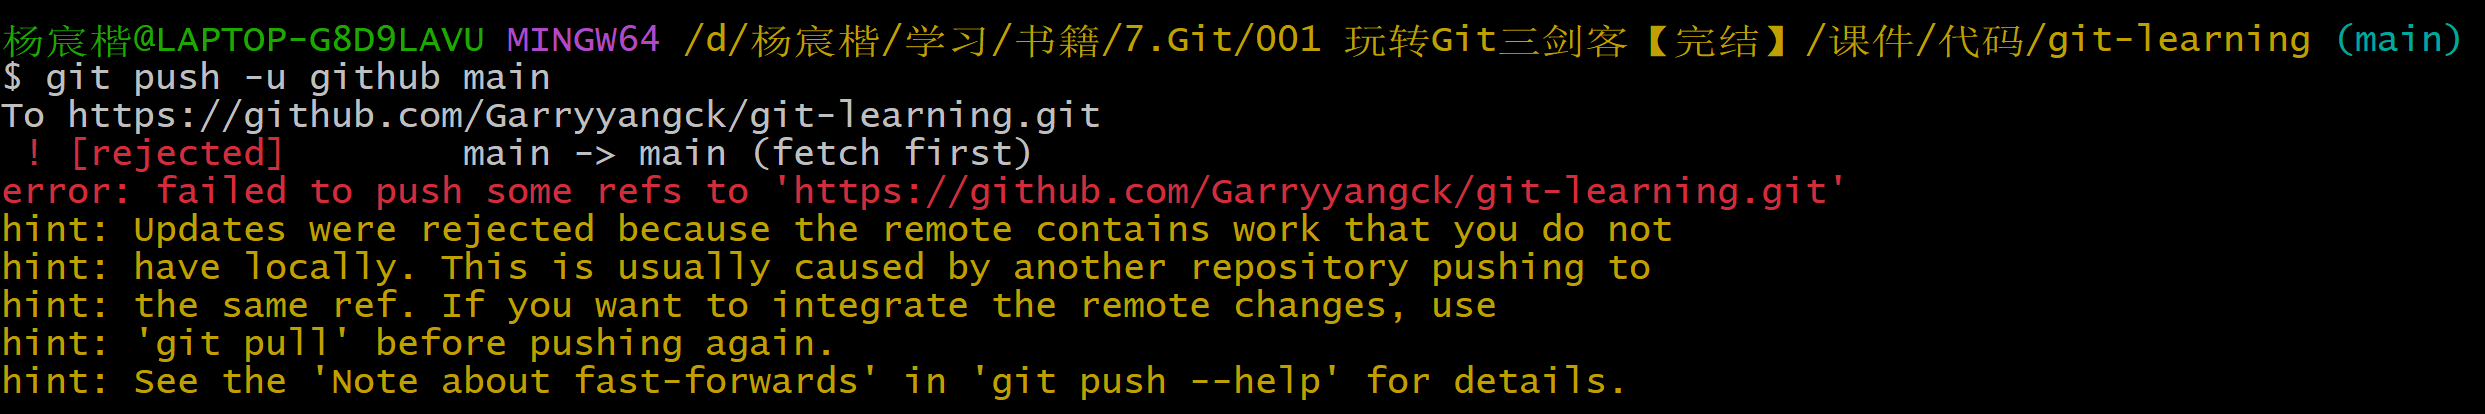 杨宸楷@LAPTOP-G8D9LAVU MINGW64 /d/杨宸楷/学习/书籍/7.Git/001 玩转Git三剑客【完结】/课件/代码/git-learning (main)
$ git push -u github main
To https://github.com/Garryyangck/git-learning.git
 ! [rejected]        main -> main (fetch first)
error: failed to push some refs to 'https://github.com/Garryyangck/git-learning.git'
hint: Updates were rejected because the remote contains work that you do not
hint: have locally. This is usually caused by another repository pushing to
hint: the same ref. If you want to integrate the remote changes, use
hint: 'git pull' before pushing again.
hint: See the 'Note about fast-forwards' in 'git push --help' for details.